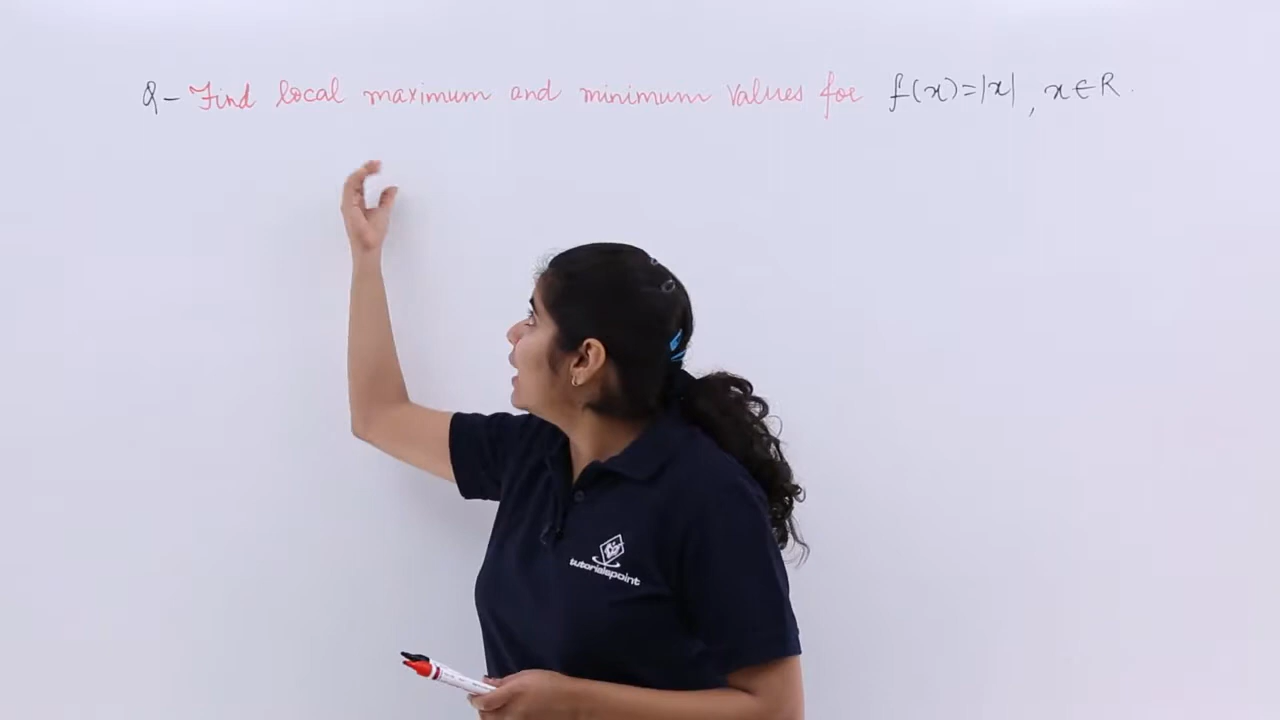 Q- Find local maximum and minimum values for f(x)=|x|, x∈R.
tutorialspoint